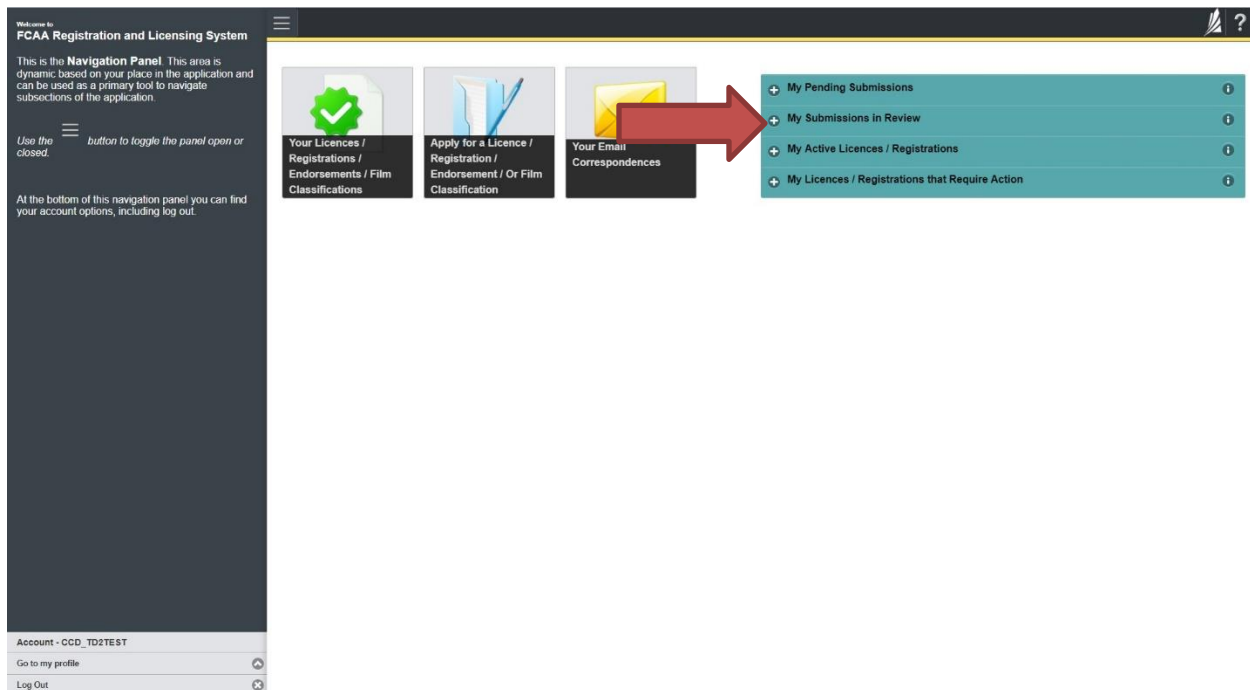 Welcome to
FCAA Registration and Licensing System
This is the Navigation Panel. This area is
dynamic based on your place in the application and
can be used as a primary tool to navigate
subsections of the application.
Use the button to toggle the panel open or
closed.
At the bottom of this navigation panel you can find
your account options, including log out.
Account - CCD_TD2TEST
Go to my profile
Log Out
?
Your Licences /
Registrations /
Endorsements / Film
Classifications
Apply for a Licence /
Registration /
Endorsement / Or Film
Classification
Your Email
Correspondences
My Pending Submissions
My Submissions in Review
My Active Licences / Registrations
My Licences / Registrations that Require Action